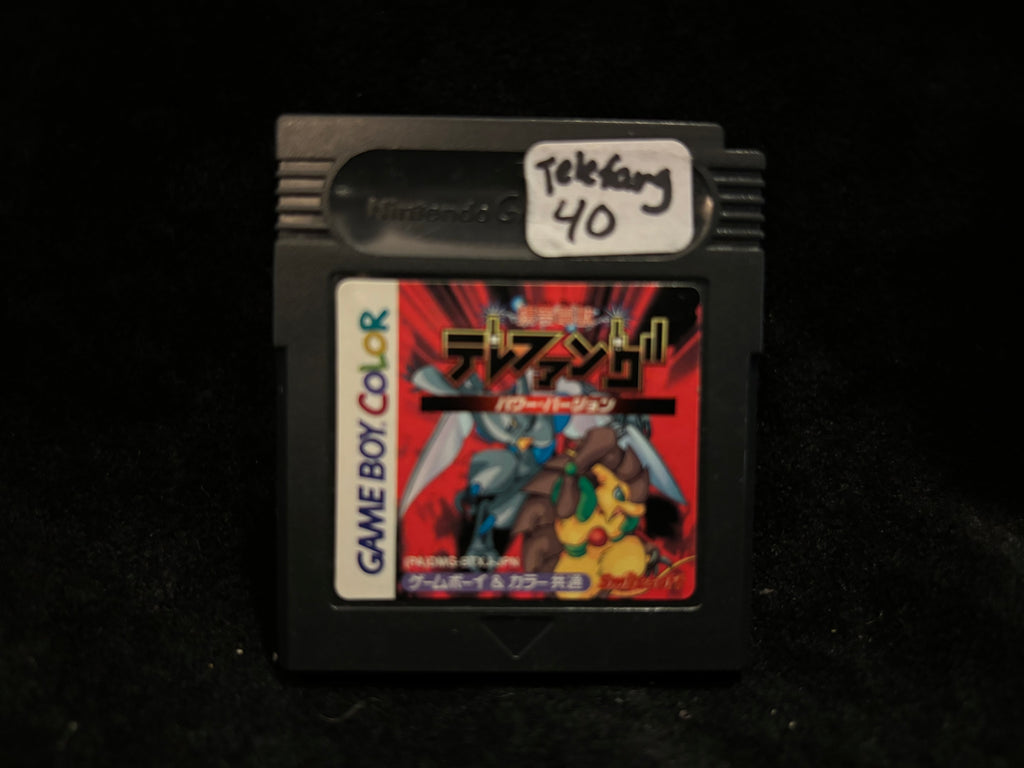 Telefang
40
Nintendo G
GAME BOY COLOR
テレファング
パワー・バージョン
ゲームボーイ & カラー共通